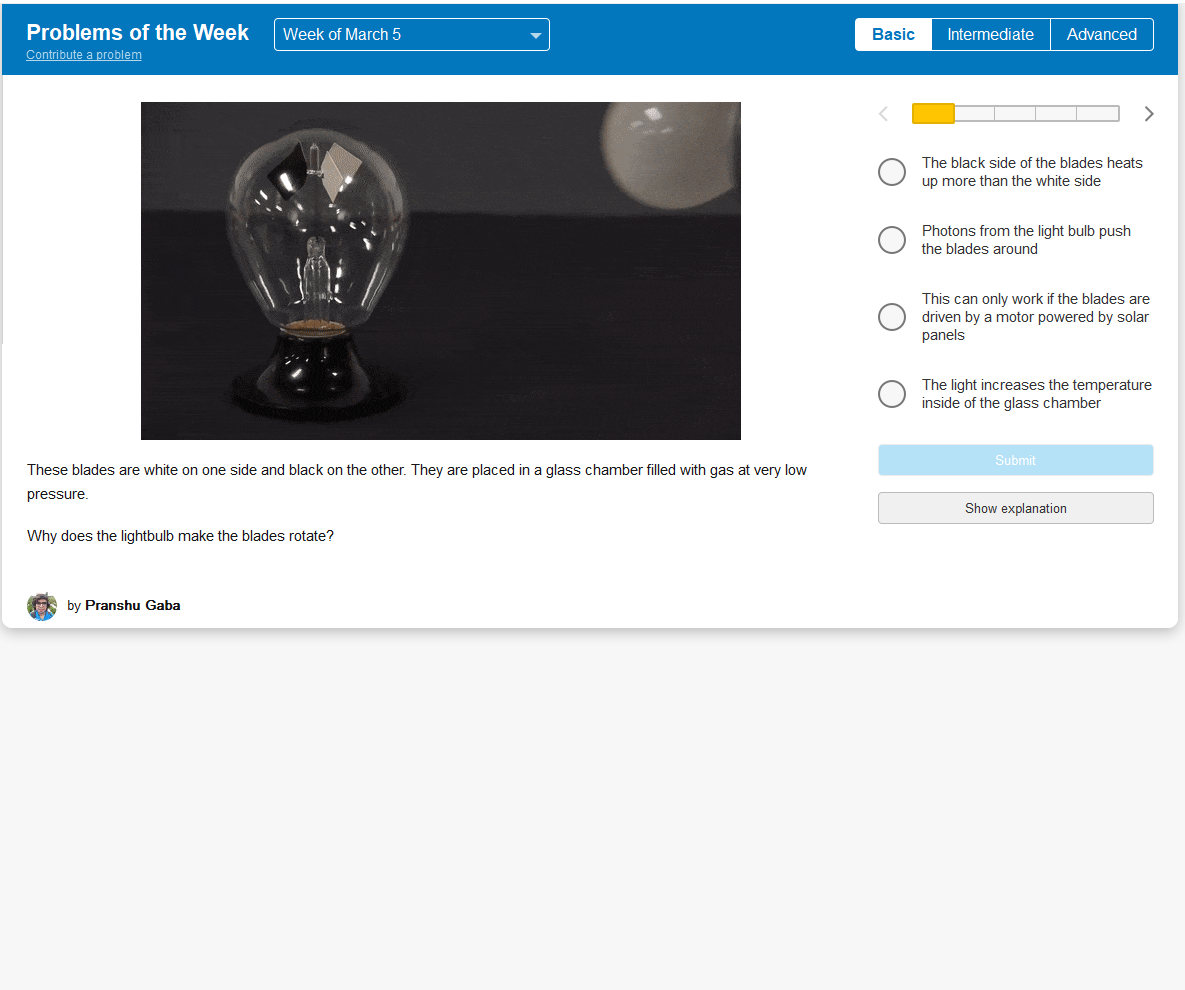 Problems of the Week
Contribute a problem
Week of March 5
Basic
Intermediate
Advanced
These blades are white on one side and black on the other. They are placed in a glass chamber filled with gas at very low
pressure.
Why does the lightbulb make the blades rotate?
by Pranshu Gaba
The black side of the blades heats
up more than the white side
Photons from the light bulb push
the blades around
This can only work if the blades are
driven by a motor powered by solar
panels
The light increases the temperature
inside of the glass chamber
Submit
Show explanation